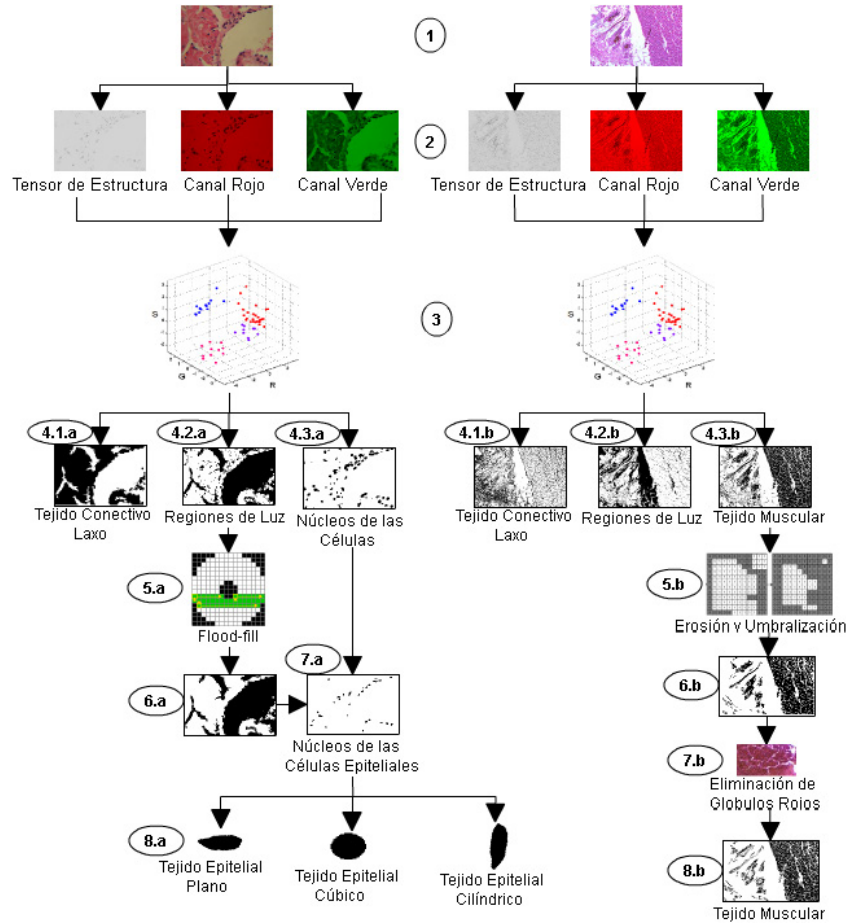 1
2
Tensor de Estructura Canal Rojo Canal Verde
Tensor de Estructura Canal Rojo Canal Verde
S
G
R
3
S
G
R
4.1.a 4.2.a 4.3.a
4.1.b 4.2.b 4.3.b
Tejido Conectivo
Laxo
Regiones de Luz
Núcleos de las
Células
Tejido Conectivo
Laxo
Regiones de Luz
Tejido Muscular
5.a
Flood-fill
5.b
Erosión y Umbralización
6.a
7.a
Núcleos de las
Células Epiteliales
6.b
7.b
Eliminación de
Globulos Roios
8.a
Tejido Epitelial
Plano
Tejido Epitelial
Cúbico
Tejido Epitelial
Cilíndrico
8.b
Tejido Muscular